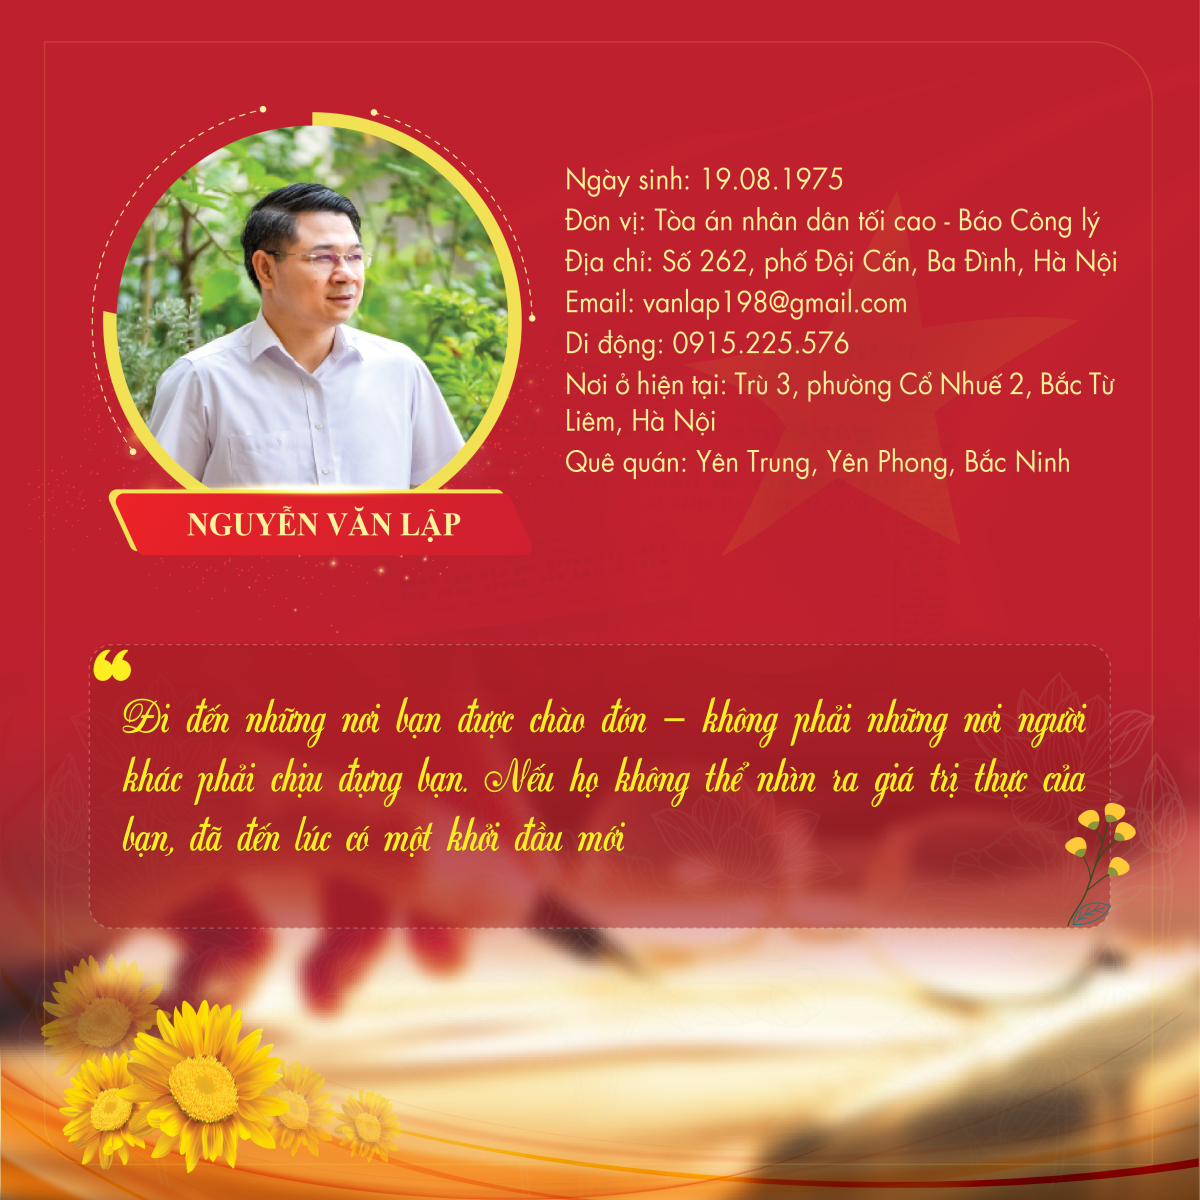 Ngày sinh: 19.08.1975
Đơn vị: Tòa án nhân dân tối cao - Báo Công lý
Địa chỉ: Số 262, phố Đội Cấn, Ba Đình, Hà Nội
Email: vanlap198@gmail.com
Di động: 0915.225.576
Nơi ở hiện tại: Trù 3, phường Cổ Nhuế 2, Bắc Từ
Liêm, Hà Nội
Quê quán: Yên Trung, Yên Phong, Bắc Ninh
NGUYỄN VĂN LẬP
❝
Đi đến những nơi bạn được chào đón – không phải những nơi người
khác phải chịu đựng bạn. Nếu họ không thể nhìn ra giá trị thực của
bạn, đã đến lúc có một khởi đầu mới